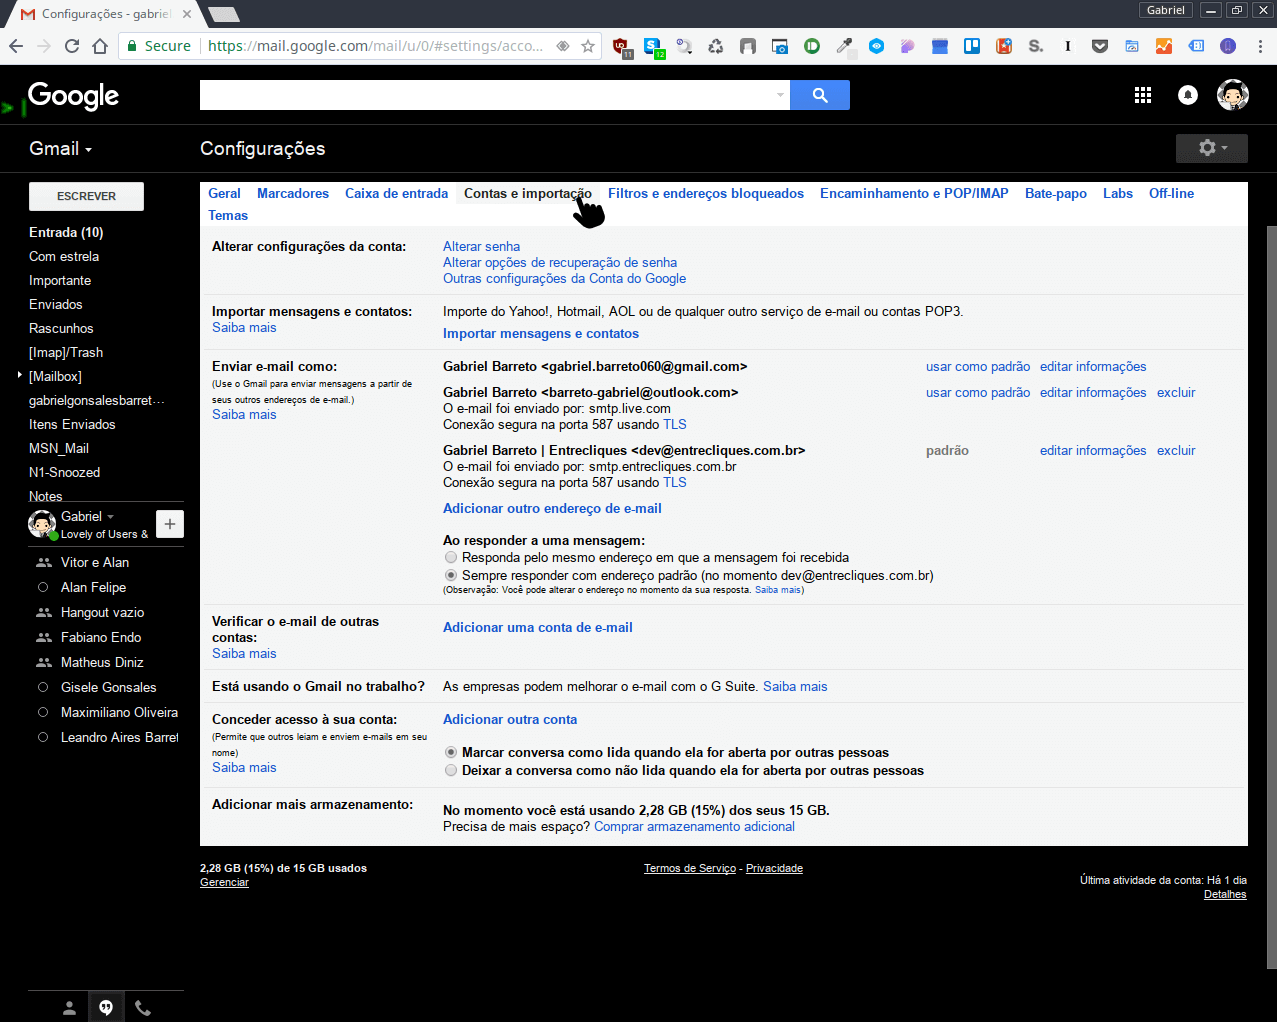 Configurações - gabriel
Gabriel
Secure
https://mail.google.com/mail/u/0/#settings/acco...
11
12
Google
Gmail
Configurações
ESCREVER
Geral Marcadores Caixa de entrada Contas e importação Filtros e endereços bloqueados Encaminhamento e POP/IMAP Bate-papo Labs Off-line
Temas
Entrada (10)
Com estrela
Importante
Enviados
Rascunhos
[Imap]/Trash
[Mailbox]
gabrielgonsalesbarret...
Itens Enviados
MSN_Mail
N1-Snoozed
Notes
Gabriel
Lovely of Users &
Vitor e Alan
Alan Felipe
Hangout vazio
Fabiano Endo
Matheus Diniz
Gisele Gonsales
Maximiliano Oliveira
Leandro Aires Barret
Alterar configurações da conta:
Alterar senha
Alterar opções de recuperação de senha
Outras configurações da Conta do Google
Importar mensagens e contatos:
Saiba mais
Importe do Yahoo!, Hotmail, AOL ou de qualquer outro serviço de e-mail ou contas POP3.
Importar mensagens e contatos
Enviar e-mail como:
(Use o Gmail para enviar mensagens a partir de
seus outros endereços de e-mail.)
Saiba mais
Gabriel Barreto <gabriel.barreto060@gmail.com> usar como padrão editar informações
Gabriel Barreto <barreto-gabriel@outlook.com> usar como padrão editar informações excluir
O e-mail foi enviado por: smtp.live.com
Conexão segura na porta 587 usando TLS
Gabriel Barreto | Entrecliques <dev@entrecliques.com.br> padrão editar informações excluir
O e-mail foi enviado por: smtp.entrecliques.com.br
Conexão segura na porta 587 usando TLS
Adicionar outro endereço de e-mail
Ao responder a uma mensagem:
Responda pelo mesmo endereço em que a mensagem foi recebida
Sempre responder com endereço padrão (no momento dev@entrecliques.com.br)
(Observação: Você pode alterar o endereço no momento da sua resposta. Saiba mais)
Verificar o e-mail de outras
contas:
Saiba mais
Adicionar uma conta de e-mail
Está usando o Gmail no trabalho?
As empresas podem melhorar o e-mail com o G Suite. Saiba mais
Conceder acesso à sua conta:
(Permite que outros leiam e enviem e-mails em seu
nome)
Saiba mais
Adicionar outra conta
Marcar conversa como lida quando ela for aberta por outras pessoas
Deixar a conversa como não lida quando ela for aberta por outras pessoas
Adicionar mais armazenamento:
No momento você está usando 2,28 GB (15%) dos seus 15 GB.
Precisa de mais espaço? Comprar armazenamento adicional
2,28 GB (15%) de 15 GB usados
Gerenciar
Termos de Serviço - Privacidade
Última atividade da conta: Há 1 dia
Detalhes